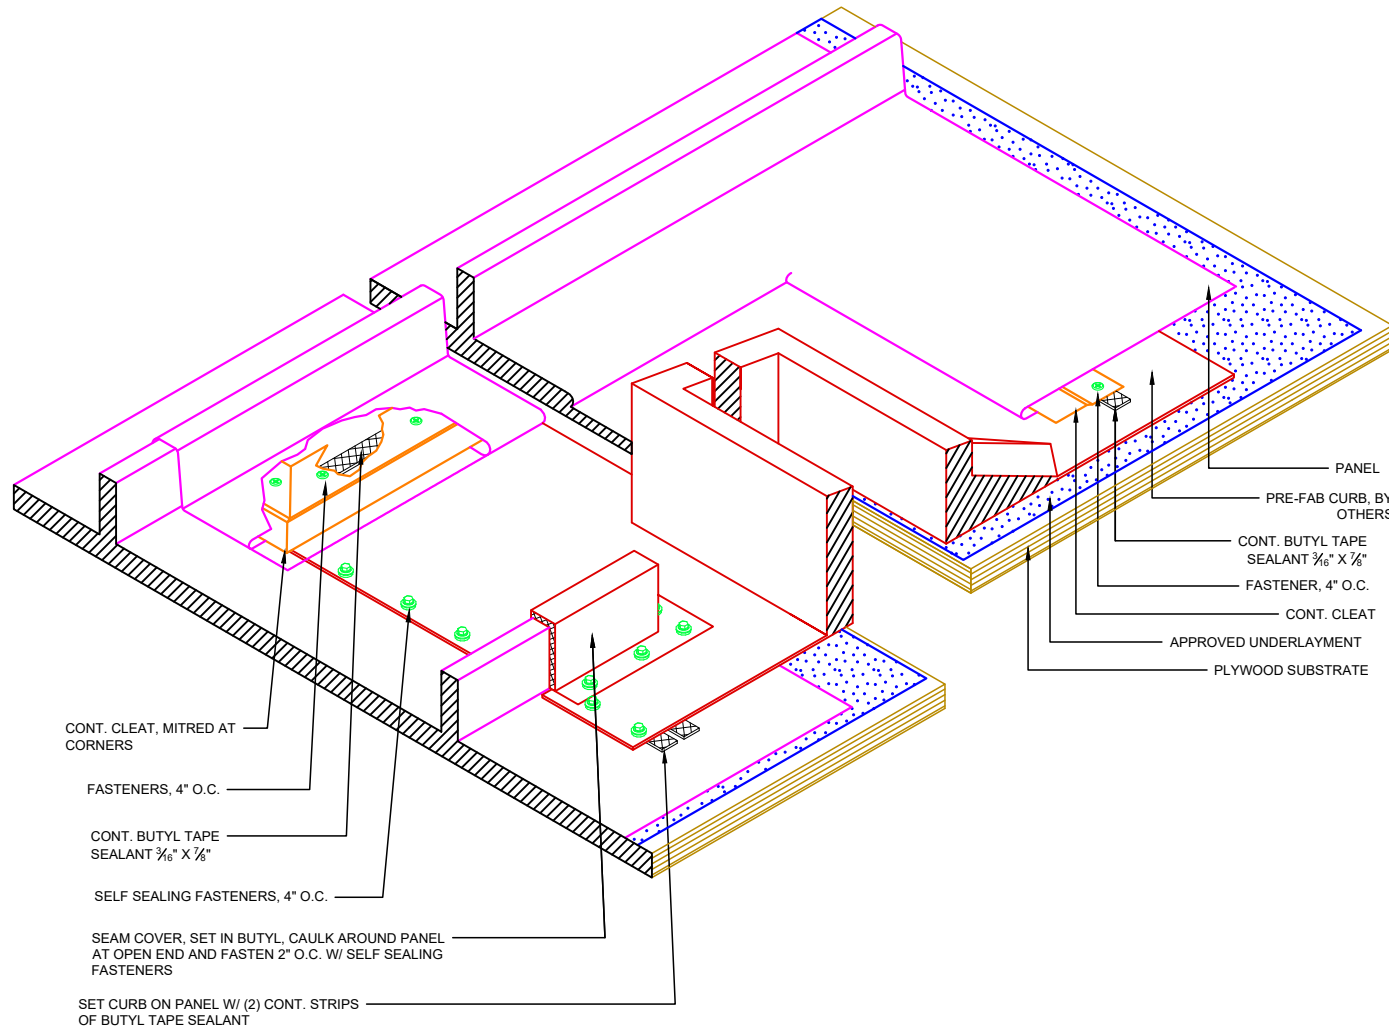 PANEL
PRE-FAB CURB, BY
OTHERS
CONT. BUTYL TAPE
SEALANT 3⁄16" X 7⁄8"
FASTENER, 4" O.C.
CONT. CLEAT
APPROVED UNDERLAYMENT
PLYWOOD SUBSTRATE
CONT. CLEAT, MITRED AT
CORNERS
FASTENERS, 4" O.C.
CONT. BUTYL TAPE
SEALANT 3⁄16" X 7⁄8"
SELF SEALING FASTENERS, 4" O.C.
SEAM COVER, SET IN BUTYL, CAULK AROUND PANEL
AT OPEN END AND FASTEN 2" O.C. W/ SELF SEALING
FASTENERS
SET CURB ON PANEL W/ (2) CONT. STRIPS
OF BUTYL TAPE SEALANT